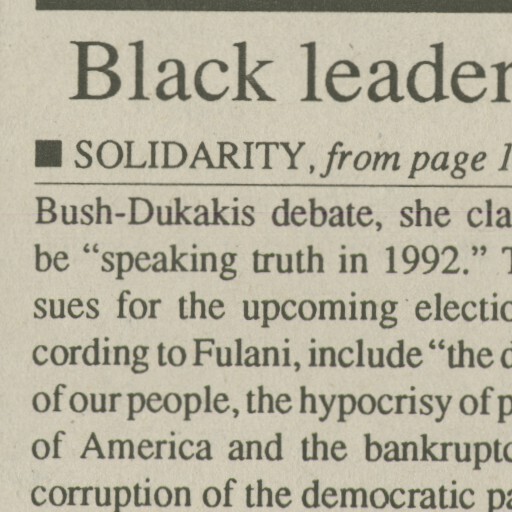 Black leader
■ SOLIDARITY, from page 1
Bush-Dukakis debate, she cla
be “speaking truth in 1992.” T
sues for the upcoming electio
cording to Fulani, include “the d
of our people, the hypocrisy of p
of America and the bankruptc
corruption of the democratic pa